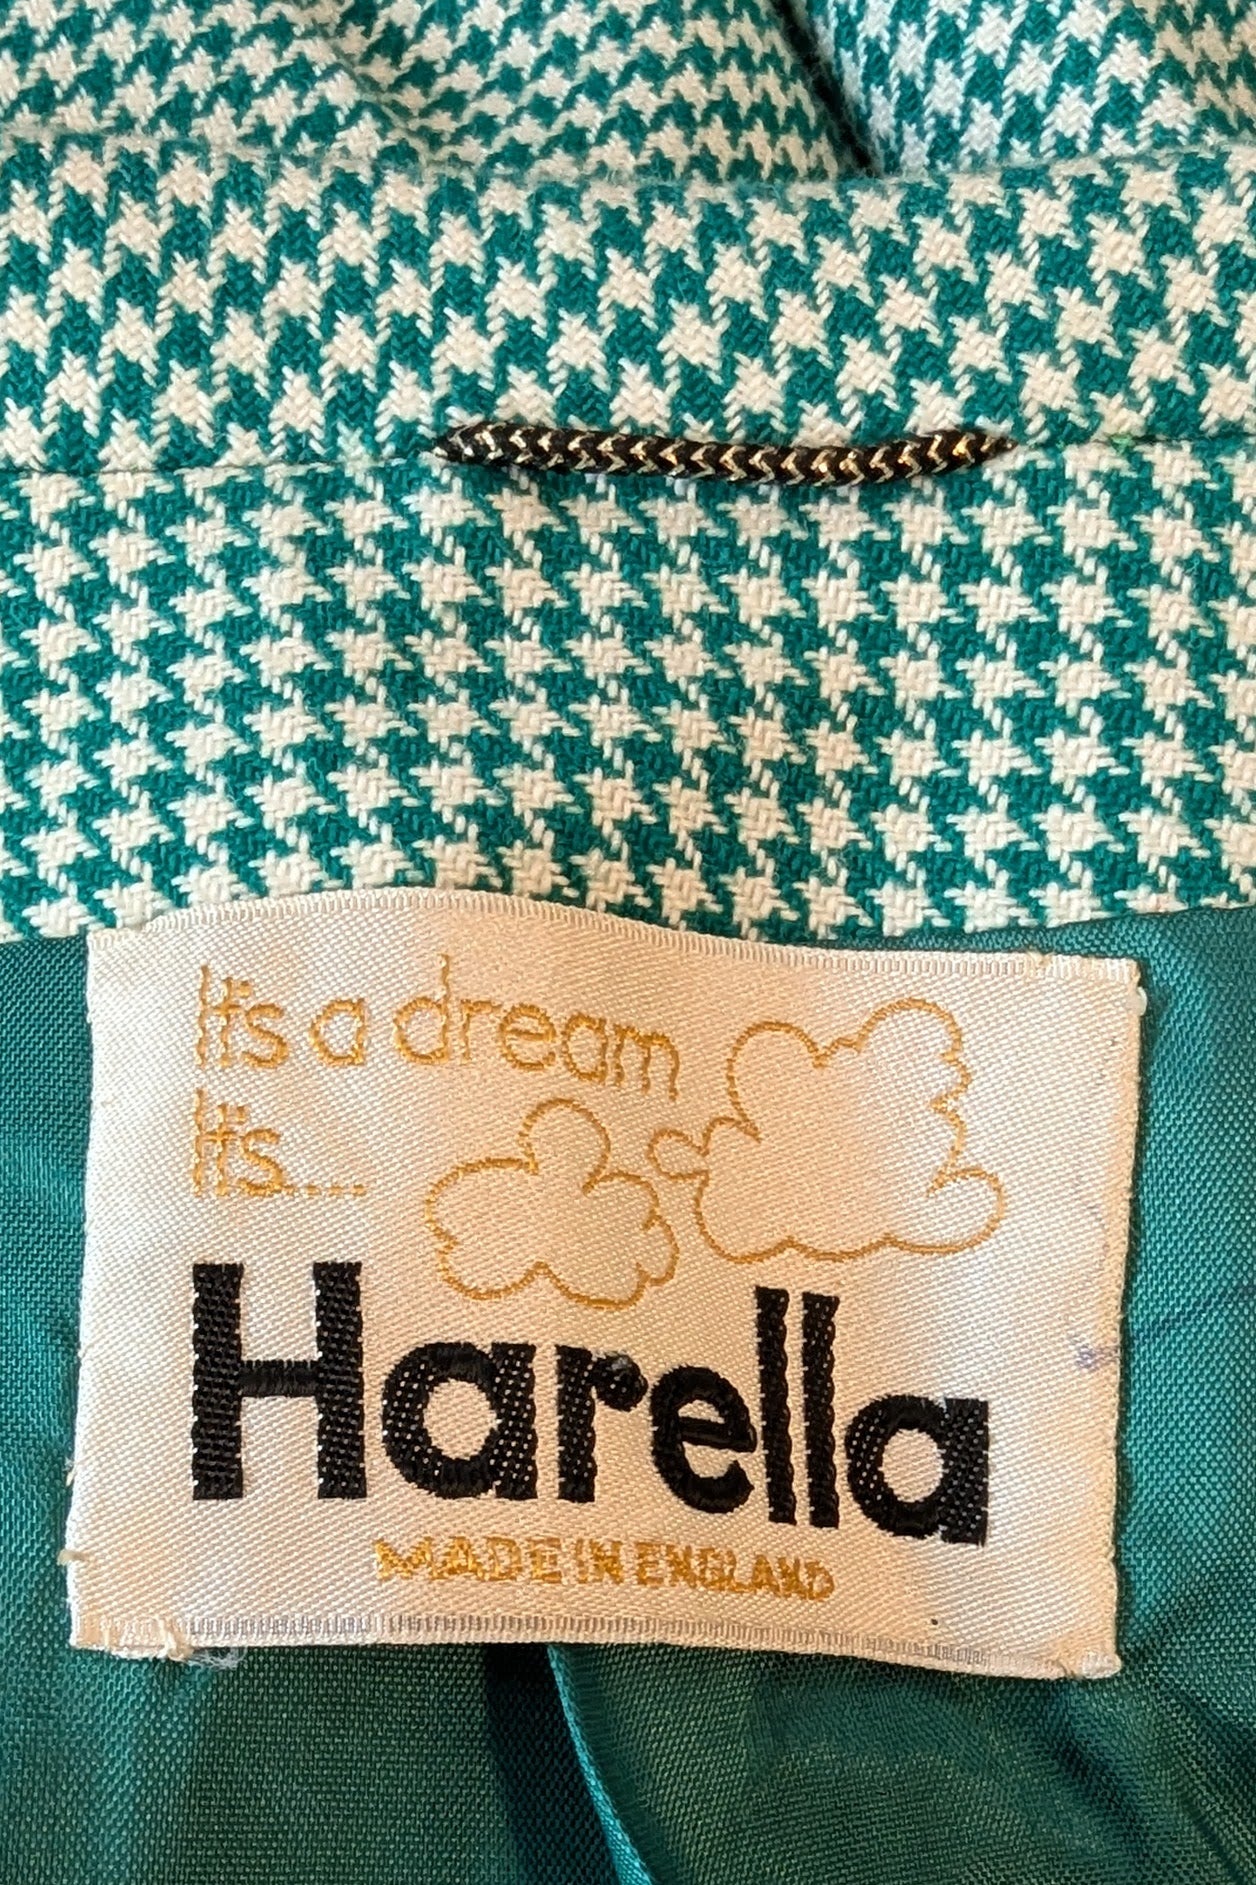 It's a dream
It's....
Harella
MADE IN ENGLAND